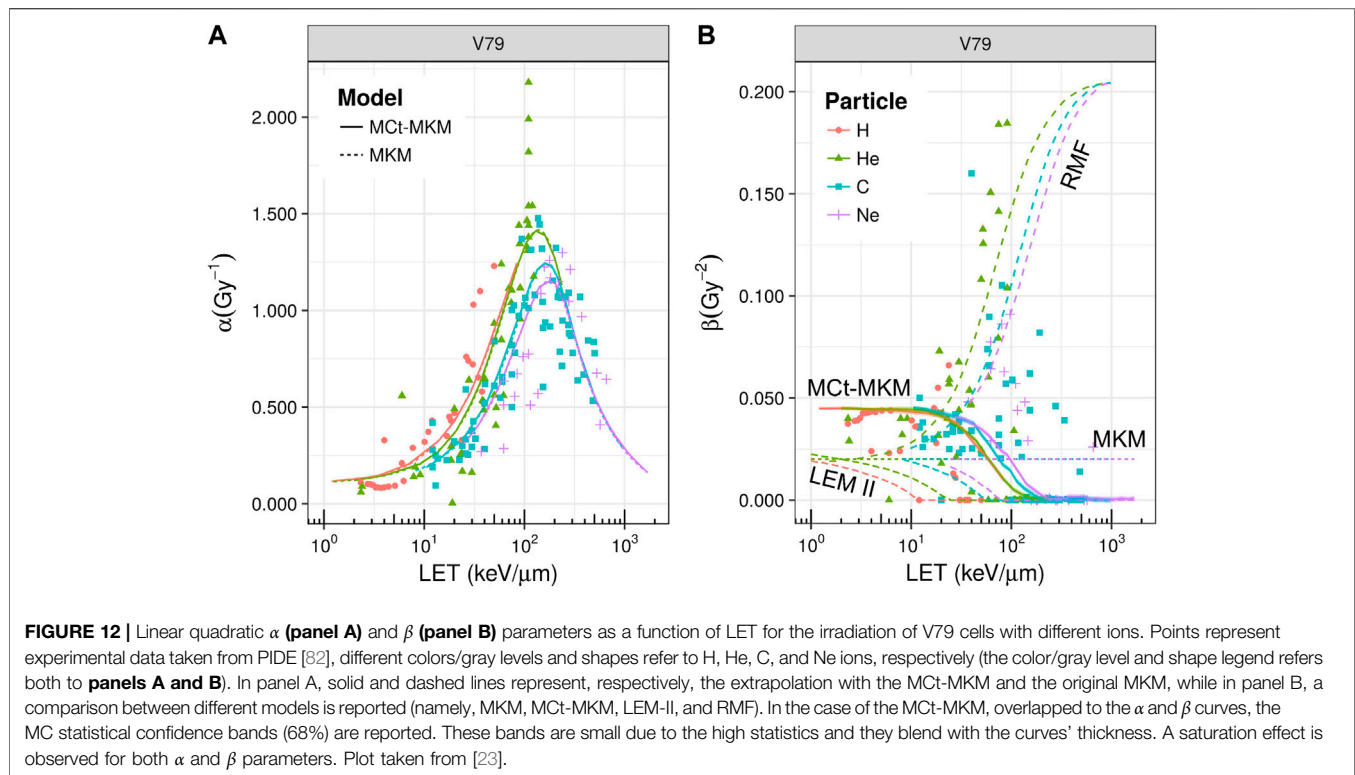 A
V79
Model
MCt-MKM
MKM
2.000
1.500
1.000
0.500
0.000
α(Gy⁻¹)
10⁰ 10¹ 10² 10³
LET (keV/μm)
B
V79
Particle
H
He
C
Ne
RMF
MCt-MKM
MKM
LEM II
0.200
0.150
0.100
0.050
0.000
β(Gy⁻²)
10⁰ 10¹ 10² 10³
LET (keV/μm)
FIGURE 12 | Linear quadratic α (panel A) and β (panel B) parameters as a function of LET for the irradiation of V79 cells with different ions. Points represent
experimental data taken from PIDE [82], different colors/gray levels and shapes refer to H, He, C, and Ne ions, respectively (the color/gray level and shape legend refers
both to panels A and B). In panel A, solid and dashed lines represent, respectively, the extrapolation with the MCt-MKM and the original MKM, while in panel B, a
comparison between different models is reported (namely, MKM, MCt-MKM, LEM-II, and RMF). In the case of the MCt-MKM, overlapped to the α and β curves, the
MC statistical confidence bands (68%) are reported. These bands are small due to the high statistics and they blend with the curves' thickness. A saturation effect is
observed for both α and β parameters. Plot taken from [23].